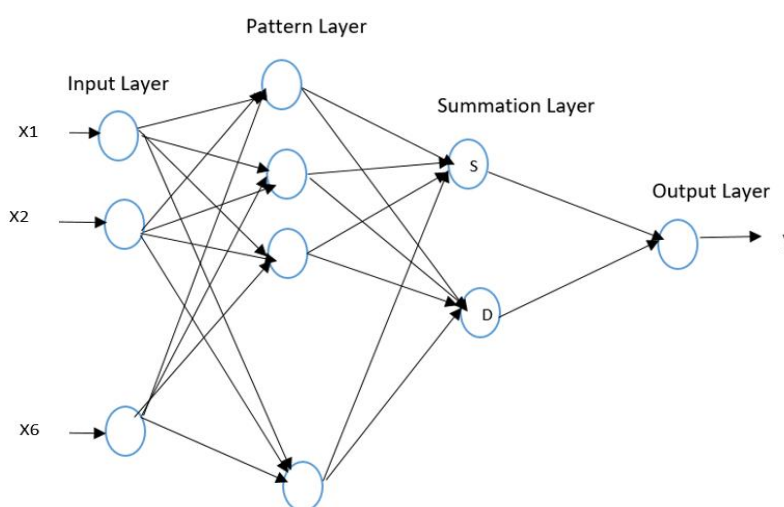 Pattern Layer
Input Layer
Summation Layer
X1
S
Output Layer
X2
D
X6